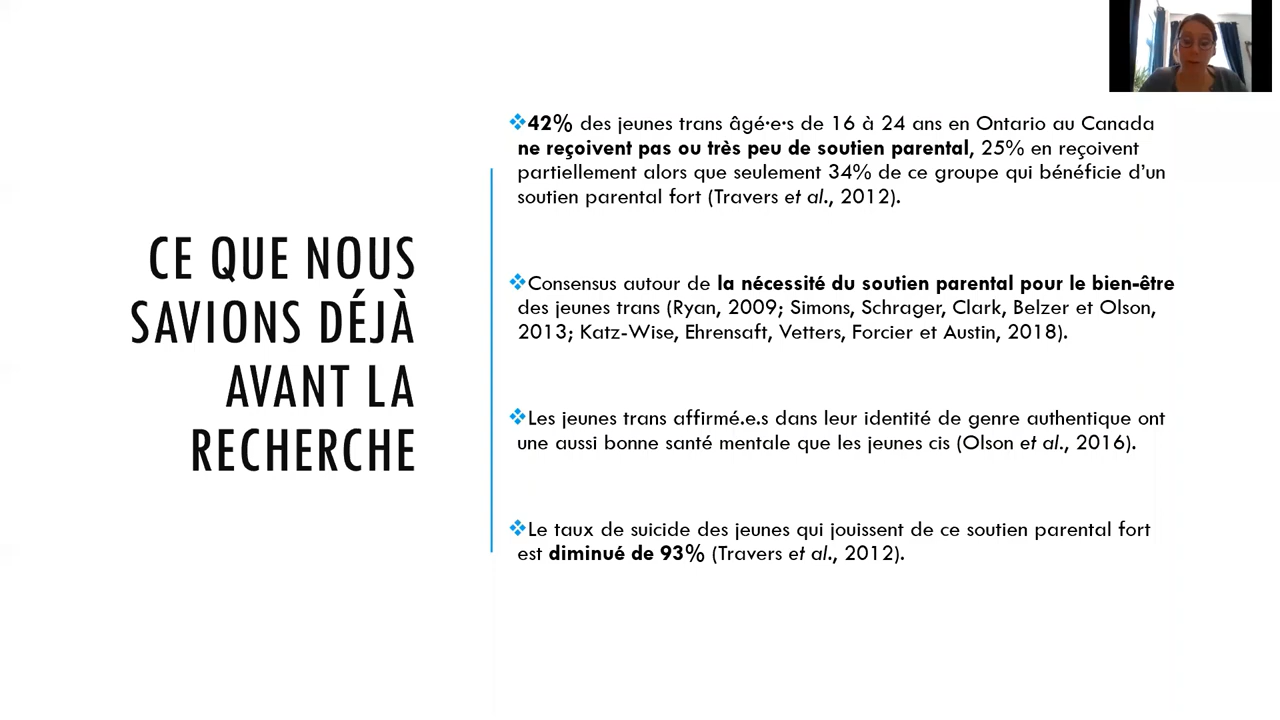 CE QUE NOUS
SAVIONS DÉJÀ
AVANT LA
RECHERCHE
❖42% des jeunes trans âgé·e·s de 16 à 24 ans en Ontario au Canada
ne reçoivent pas ou très peu de soutien parental, 25% en reçoivent
partiellement alors que seulement 34% de ce groupe qui bénéficie d’un
soutien parental fort (Travers et al., 2012).
❖Consensus autour de la nécessité du soutien parental pour le bien-être
des jeunes trans (Ryan, 2009; Simons, Schrager, Clark, Belzer et Olson,
2013; Katz-Wise, Ehrensaft, Vetters, Forcier et Austin, 2018).
❖Les jeunes trans affirmé.e.s dans leur identité de genre authentique ont
une aussi bonne santé mentale que les jeunes cis (Olson et al., 2016).
❖Le taux de suicide des jeunes qui jouissent de ce soutien parental fort
est diminué de 93% (Travers et al., 2012).